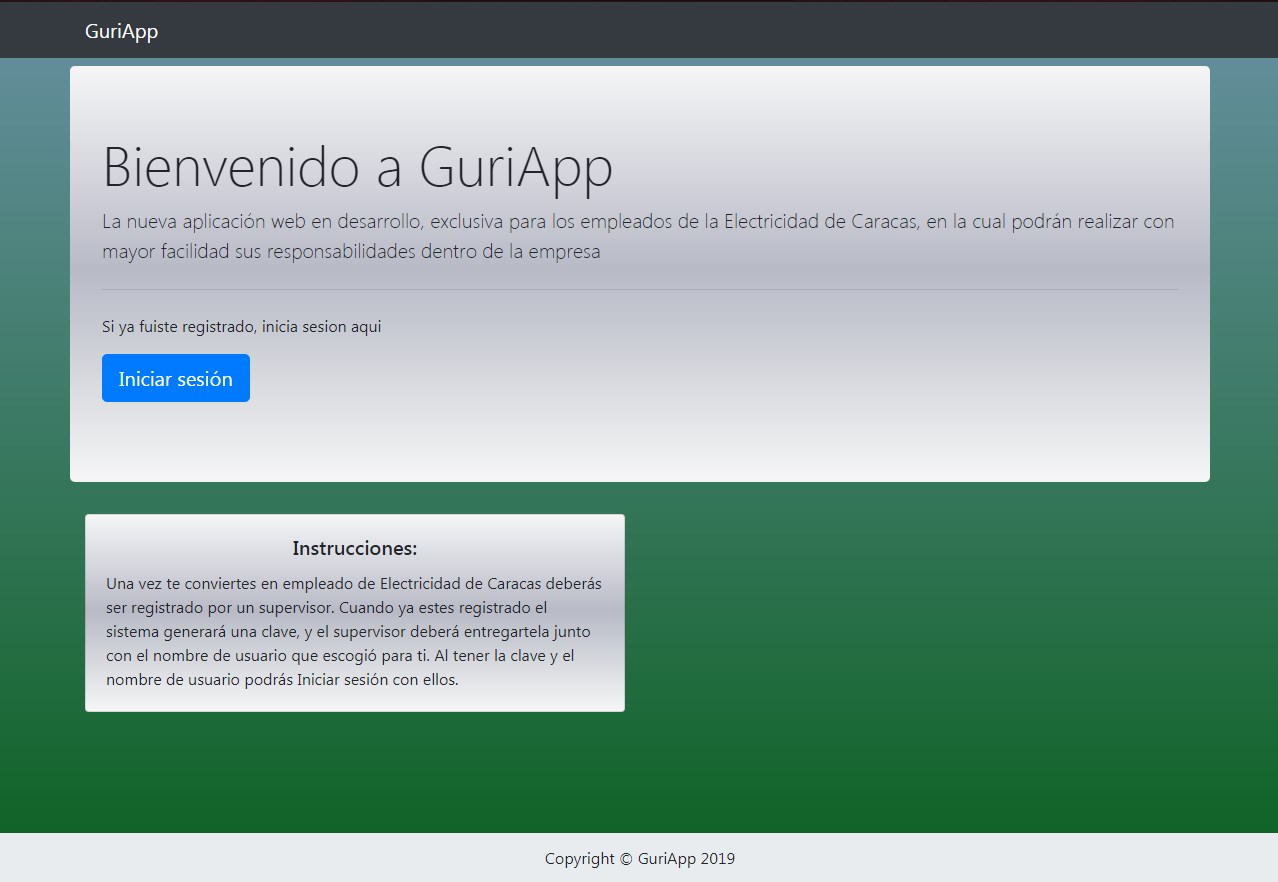 GuriApp
Bienvenido a GuriApp
La nueva aplicación web en desarrollo, exclusiva para los empleados de la Electricidad de Caracas, en la cual podrán realizar con
mayor facilidad sus responsabilidades dentro de la empresa
Si ya fuiste registrado, inicia sesion aqui
Iniciar sesión
Instrucciones:
Una vez te conviertes en empleado de Electricidad de Caracas deberás
ser registrado por un supervisor. Cuando ya estes registrado el
sistema generará una clave, y el supervisor deberá entregartela junto
con el nombre de usuario que escogió para ti. Al tener la clave y el
nombre de usuario podrás Iniciar sesión con ellos.
Copyright © GuriApp 2019